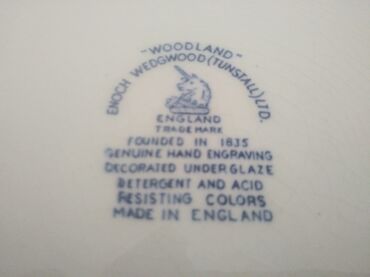 "WOODLAND"
ENOCH WEDGWOOD (TUNSTALL) LTD.
ENGLAND
TRADE MARK
FOUNDED IN 1835
GENUINE HAND ENGRAVING
DECORATED UNDERGLAZE
DETERGENT AND ACID
RESISTING COLORS
MADE IN ENGLAND